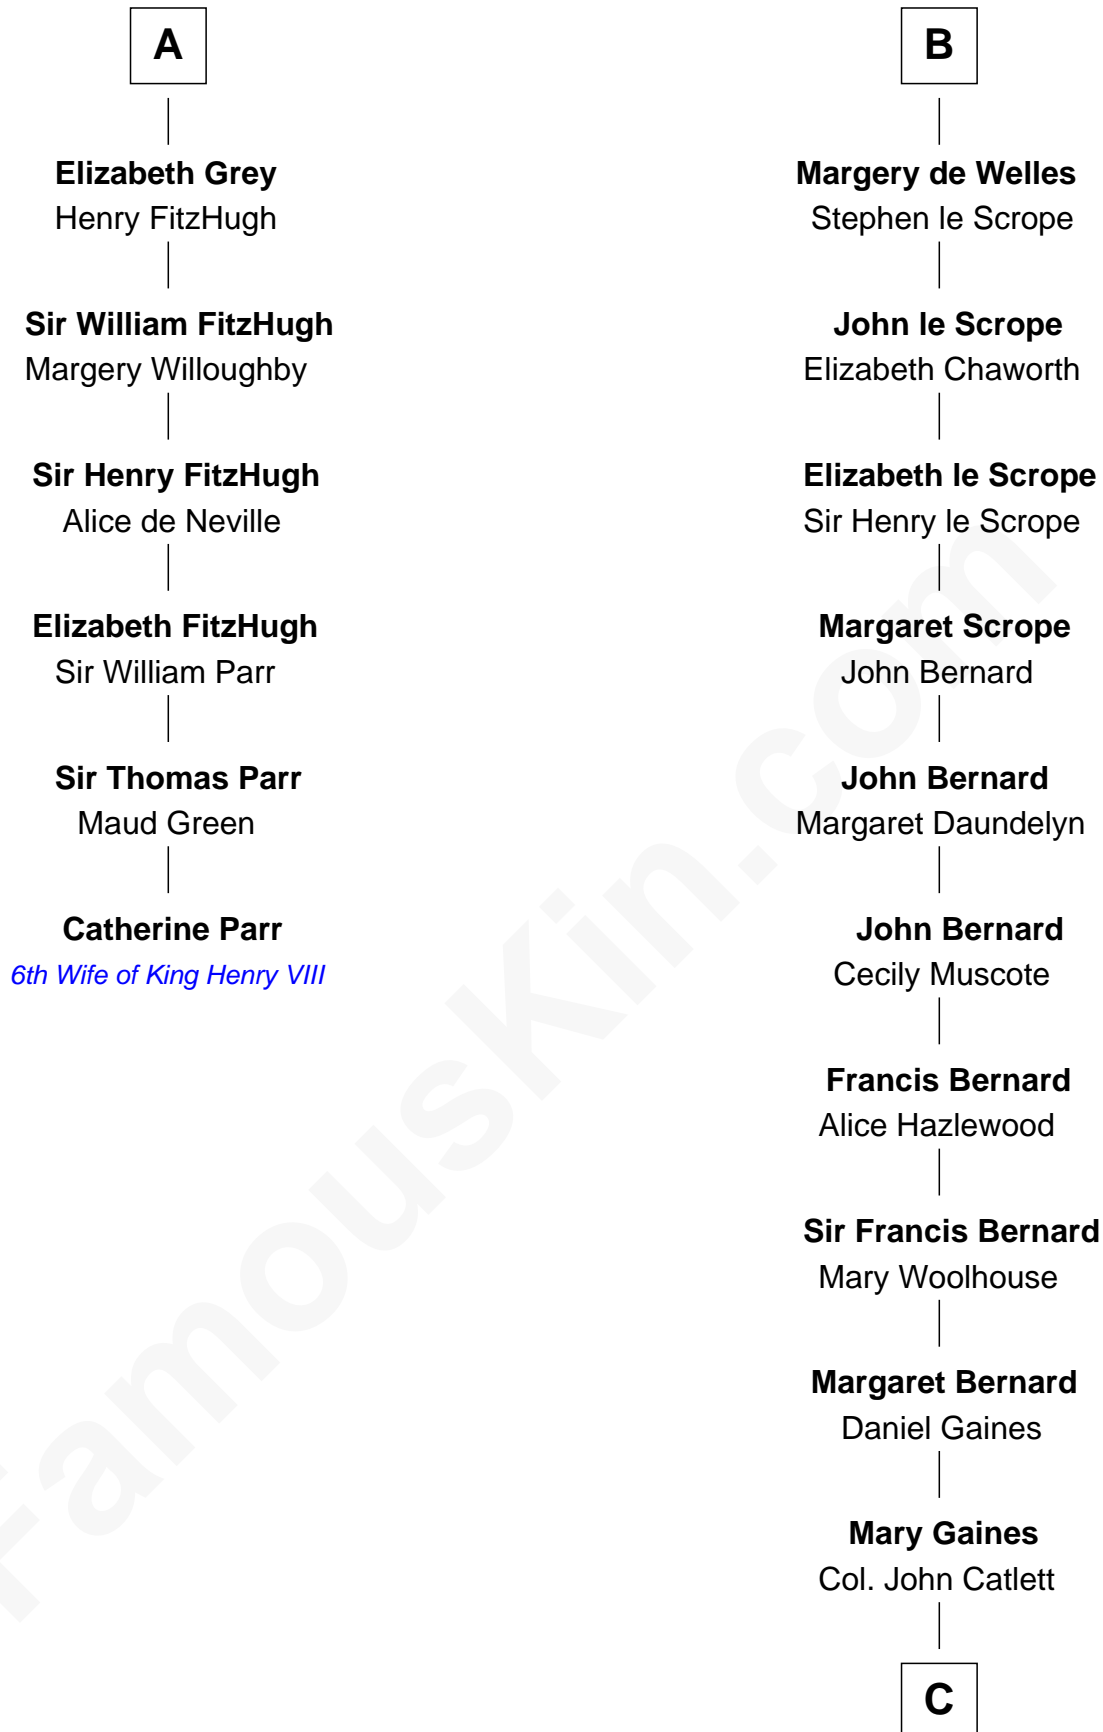 A
Elizabeth Grey
Henry FitzHugh
Sir William FitzHugh
Margery Willoughby
Sir Henry FitzHugh
Alice de Neville
Elizabeth FitzHugh
Sir William Parr
Sir Thomas Parr
Maud Green
Catherine Parr
6th Wife of King Henry VIII
B
Margery de Welles
Stephen le Scrope
John le Scrope
Elizabeth Chaworth
Elizabeth le Scrope
Sir Henry le Scrope
Margaret Scrope
John Bernard
John Bernard
Margaret Daundelyn
John Bernard
Cecily Muscote
Francis Bernard
Alice Hazlewood
Sir Francis Bernard
Mary Woolhouse
Margaret Bernard
Daniel Gaines
Mary Gaines
Col. John Catlett
C
FamousKin.com